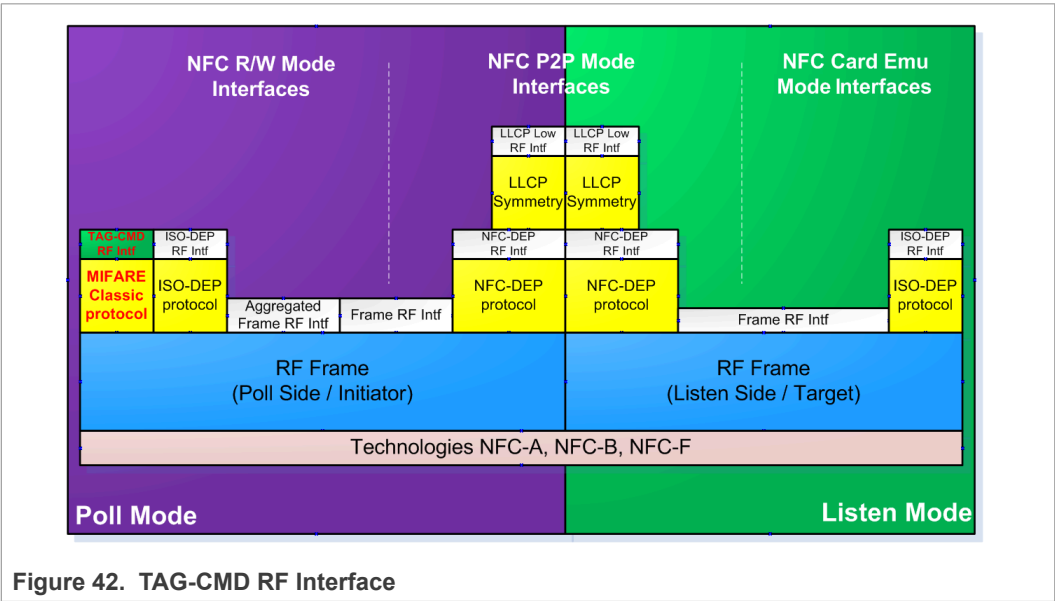 NFC R/W Mode
Interfaces
NFC P2P Mode
Interfaces
NFC Card Emu
Mode Interfaces
LLCP Low
RF Intf
LLCP Low
RF Intf
LLCP
Symmetry
LLCP
Symmetry
TAG-CMD
RF Intf
ISO-DEP
RF Intf
NFC-DEP
RF Intf
NFC-DEP
RF Intf
ISO-DEP
RF Intf
MIFARE
Classic
protocol
ISO-DEP
protocol
Aggregated
Frame RF Intf
Frame RF Intf
NFC-DEP
protocol
NFC-DEP
protocol
Frame RF Intf
ISO-DEP
protocol
RF Frame
(Poll Side / Initiator)
RF Frame
(Listen Side / Target)
Technologies NFC-A, NFC-B, NFC-F
Poll Mode
Listen Mode
Figure 42. TAG-CMD RF Interface